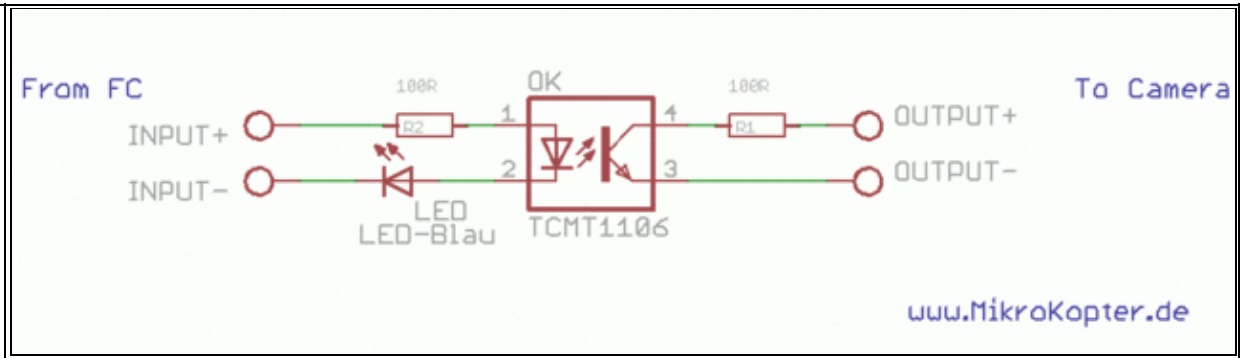 From FC
To Camera
100R
OK
100R
INPUT+
R2
1
4
R1
OUTPUT+
INPUT-
2
3
OUTPUT-
LED
LED-Blau
TCMT1106
www.MikroKopter.de